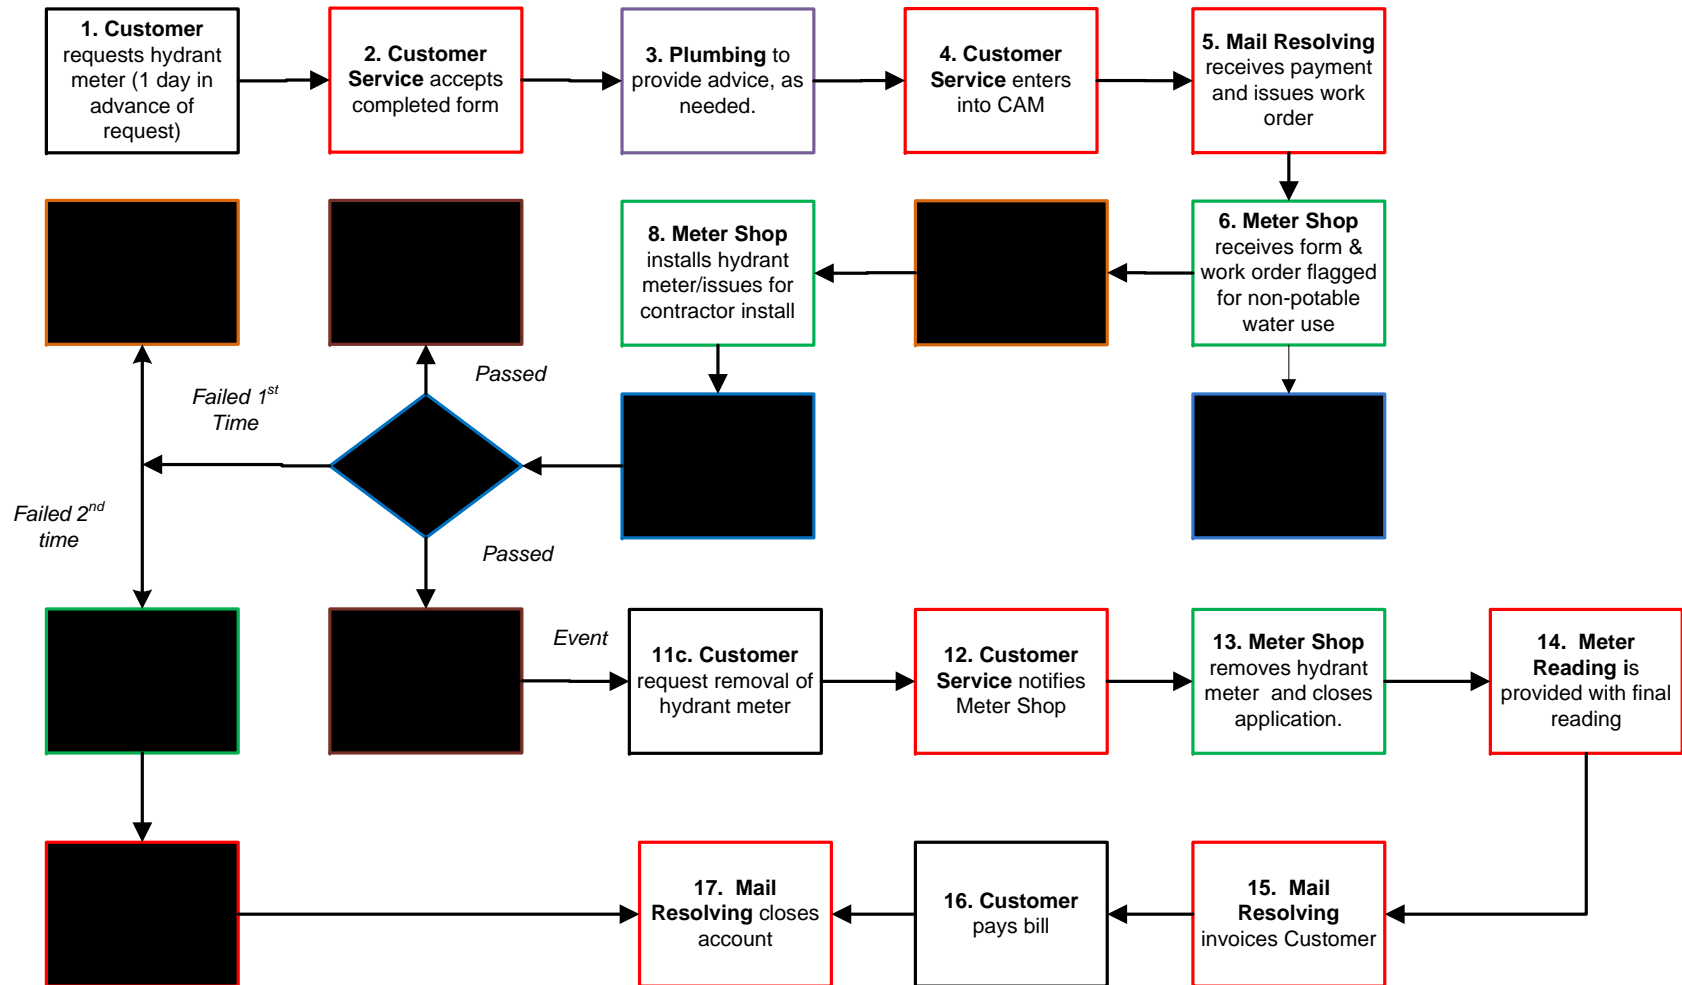 1. Customer
requests hydrant
meter (1 day in
advance of
request)
2. Customer
Service accepts
completed form
3. Plumbing to
provide advice, as
needed.
4. Customer
Service enters
into CAM
5. Mail Resolving
receives payment
and issues work
order
8. Meter Shop
installs hydrant
meter/issues for
contractor install
6. Meter Shop
receives form &
work order flagged
for non-potable
water use
Passed
Failed 1st
Time
Failed 2nd
time
Passed
Event
11c. Customer
request removal of
hydrant meter
12. Customer
Service notifies
Meter Shop
13. Meter Shop
removes hydrant
meter and closes
application.
14. Meter
Reading is
provided with final
reading
17. Mail
Resolving closes
account
16. Customer
pays bill
15. Mail
Resolving
invoices Customer